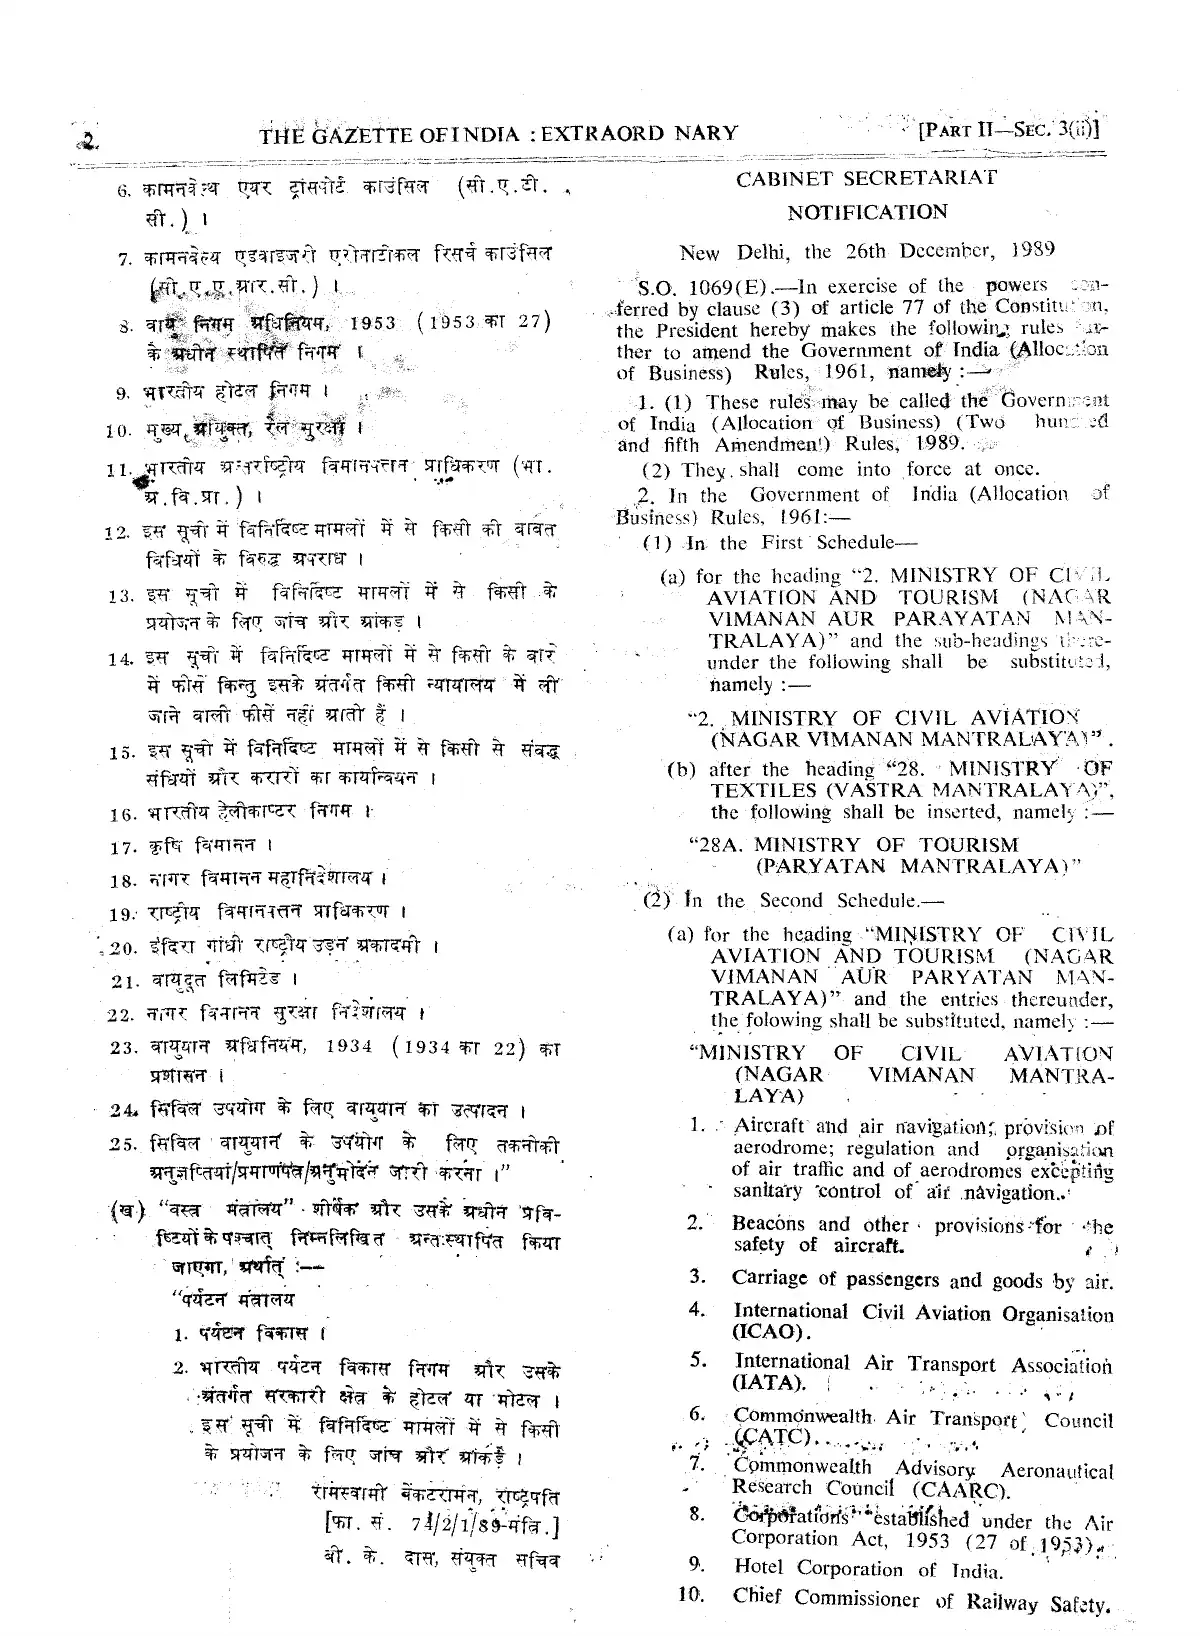 2
THE GAZETTE OF INDIA : EXTRAORD NARY
[PART II—SEC. 3(ii)]
6. कामनवेल्थ एयर ट्रांसपोर्ट काउंसिल (सी.ए.टी.
सी.) ।
7. कामनवेल्थ एडवाइजरी एरोनाटीकल रिसर्च काउंसिल
(सी.ए.ए.आर.सी.) ।
8. वायु निगम अधिनियम, 1953 (1953 का 27)
के अधीन स्थापित निगम ।
9. भारतीय होटल निगम ।
10. मुख्य आयुक्त, रेल सुरक्षा ।
11. भारतीय अन्तर्राष्ट्रीय विमानपत्तन प्राधिकरण (भा.
अ.वि.प्रा.) ।
12. इस सूची में विनिर्दिष्ट मामलों में से किसी की बाबत
विधियों के विरुद्ध अपराध ।
13. इस सूची में विनिर्दिष्ट मामलों में से किसी के
प्रयोजन के लिए जांच और आंकड़े ।
14. इस सूची में विनिर्दिष्ट मामलों में से किसी के बारे
में फीसें किन्तु इसके अंतर्गत किसी न्यायालय में ली
जाने वाली फीसें नहीं आती हैं ।
15. इस सूची में विनिर्दिष्ट मामलों में से किसी से संबद्ध
संधियों और करारों का कार्यान्वयन ।
16. भारतीय हेलीकाप्टर निगम ।
17. कृषि विमानन ।
18. नागर विमानन महानिदेशालय ।
19. राष्ट्रीय विमानपत्तन प्राधिकरण ।
20. इंदिरा गांधी राष्ट्रीय उड़न अकादमी ।
21. वायुदूत लिमिटेड ।
22. नागर विमानन सुरक्षा निदेशालय ।
23. वायुयान अधिनियम, 1934 (1934 का 22) का
प्रशासन ।
24. सिविल उपयोग के लिए वायुयान का उत्पादन ।
25. सिविल वायुयान के उपयोग के लिए तकनीकी
अनुज्ञप्तियां/प्रमाणपत्र/अनुमोदन जारी करना ।”
(ख) “वस्त्र मंत्रालय” शीर्षक और उसके अधीन प्रवि-
ष्टियों के पश्चात् निम्नलिखित अन्तःस्थापित किया
जाएगा, अर्थात् :--
“पर्यटन मंत्रालय
1. पर्यटन विकास ।
2. भारतीय पर्यटन विकास निगम और उसके
अंतर्गत सरकारी क्षेत्र के होटल या मोटल ।
इस सूची में विनिर्दिष्ट मामलों में से किसी
के प्रयोजन के लिए जांच और आंकड़े ।
रामस्वामी बेंकटरामन, राष्ट्रपति
[फा. सं. 74/2/1/89-मंत्रि.]
बी. के. दास, संयुक्त सचिव
CABINET SECRETARIAT
NOTIFICATION
New Delhi, the 26th December, 1989
S.O. 1069(E).—In exercise of the powers con-
ferred by clause (3) of article 77 of the Constitution,
the President hereby makes the following rules fur-
ther to amend the Government of India (Allocation
of Business) Rules, 1961, namely :—
1. (1) These rules may be called the Government
of India (Allocation of Business) (Two hundred
and fifth Amendment) Rules, 1989.
(2) They shall come into force at once.
2. In the Government of India (Allocation of
Business) Rules, 1961:—
(1) In the First Schedule—
(a) for the heading “2. MINISTRY OF CIVIL
AVIATION AND TOURISM (NAGAR
VIMANAN AUR PARAYATAN MAN-
TRALAYA)” and the sub-headings there-
under the following shall be substituted,
namely :—
“2. MINISTRY OF CIVIL AVIATION
(NAGAR VIMANAN MANTRALAYA)”.
(b) after the heading “28. MINISTRY OF
TEXTILES (VASTRA MANTRALAYA)”,
the following shall be inserted, namely :—
“28A. MINISTRY OF TOURISM
(PARYATAN MANTRALAYA)”
(2) In the Second Schedule.—
(a) for the heading “MINISTRY OF CIVIL
AVIATION AND TOURISM (NAGAR
VIMANAN AUR PARYATAN MAN-
TRALAYA)” and the entries thereunder,
the folowing shall be substituted, namely :—
“MINISTRY OF CIVIL AVIATION
(NAGAR VIMANAN MANTRA-
LAYA)
1. Aircraft and air navigation; provision of
aerodrome; regulation and organisation
of air traffic and of aerodromes excepting
sanitary control of air navigation.
2. Beacons and other provisions for the
safety of aircraft.
3. Carriage of passengers and goods by air.
4. International Civil Aviation Organisation
(ICAO).
5. International Air Transport Association
(IATA).
6. Commonwealth Air Transport Council
(CATC).
7. Commonwealth Advisory Aeronautical
Research Council (CAARC).
8. Corporations established under the Air
Corporation Act, 1953 (27 of 1953).
9. Hotel Corporation of India.
10. Chief Commissioner of Railway Safety.